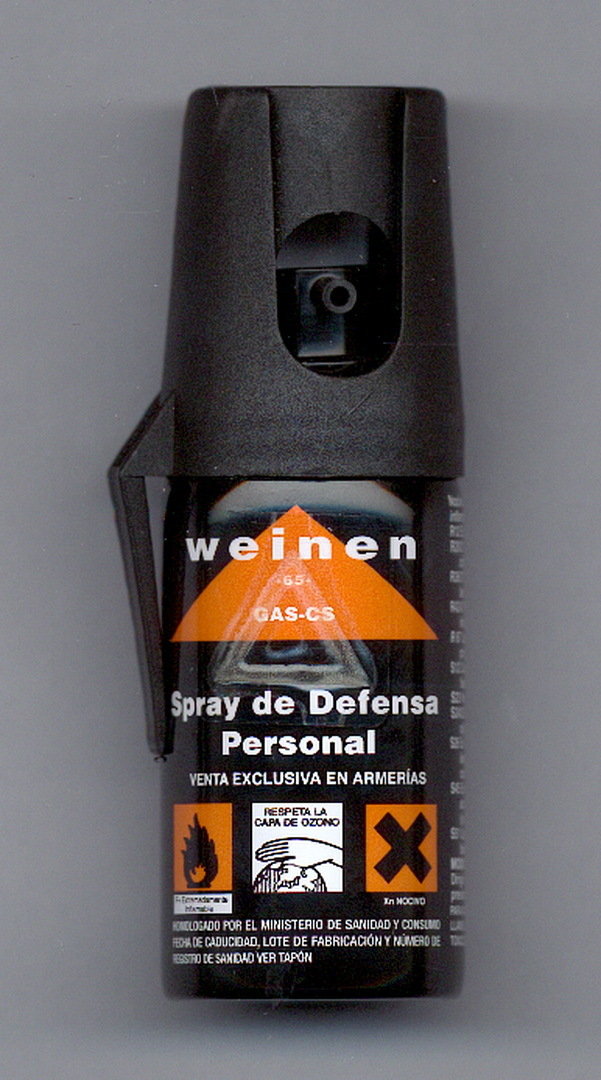 weinen
-65-
GAS-CS
Spray de Defensa
Personal
VENTA EXCLUSIVA EN ARMERÍAS
RESPETA LA
CAPA DE OZONO
F+ Extremadamente
Inflamable
Xn NOCIVO
HOMOLOGADO POR EL MINISTERIO DE SANIDAD Y CONSUMO
FECHA DE CADUCIDAD, LOTE DE FABRICACIÓN Y NÚMERO DE
REGISTRO DE SANIDAD VER TAPÓN